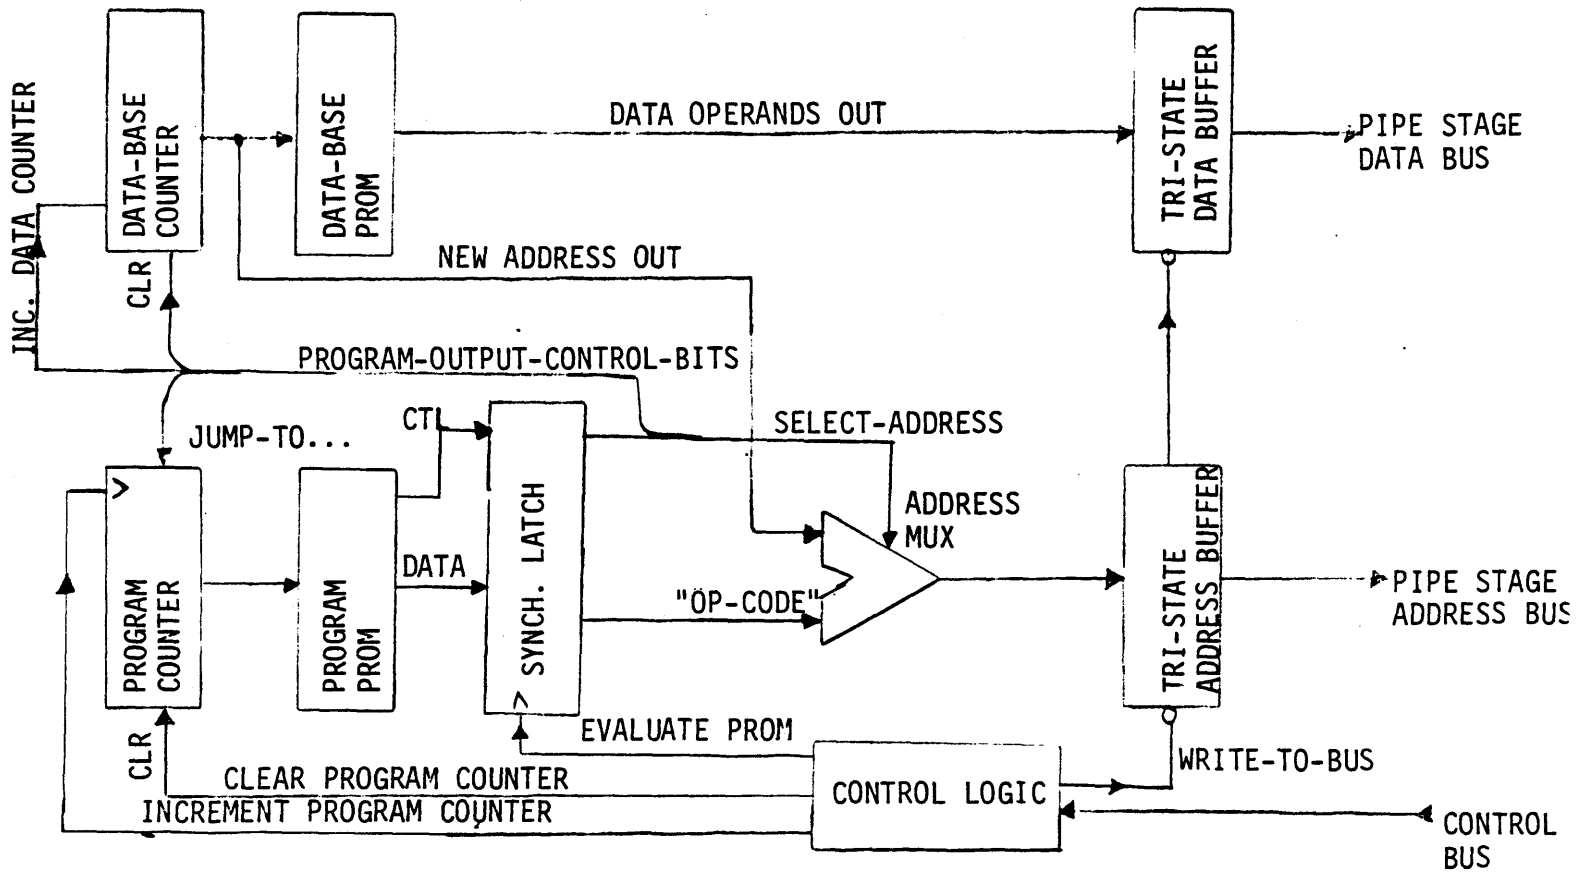 INC. DATA COUNTER
DATA-BASE
COUNTER
CLR
DATA-BASE
PROM
DATA OPERANDS OUT
TRI-STATE
DATA BUFFER
PIPE STAGE
DATA BUS
NEW ADDRESS OUT
PROGRAM-OUTPUT-CONTROL-BITS
JUMP-TO...
CTL
SELECT-ADDRESS
ADDRESS
MUX
PROGRAM
COUNTER
PROGRAM
PROM
DATA
SYNCH. LATCH
"OP-CODE"
TRI-STATE
ADDRESS BUFFER
PIPE STAGE
ADDRESS BUS
CLR
EVALUATE PROM
CLEAR PROGRAM COUNTER
INCREMENT PROGRAM COUNTER
CONTROL LOGIC
WRITE-TO-BUS
CONTROL
BUS